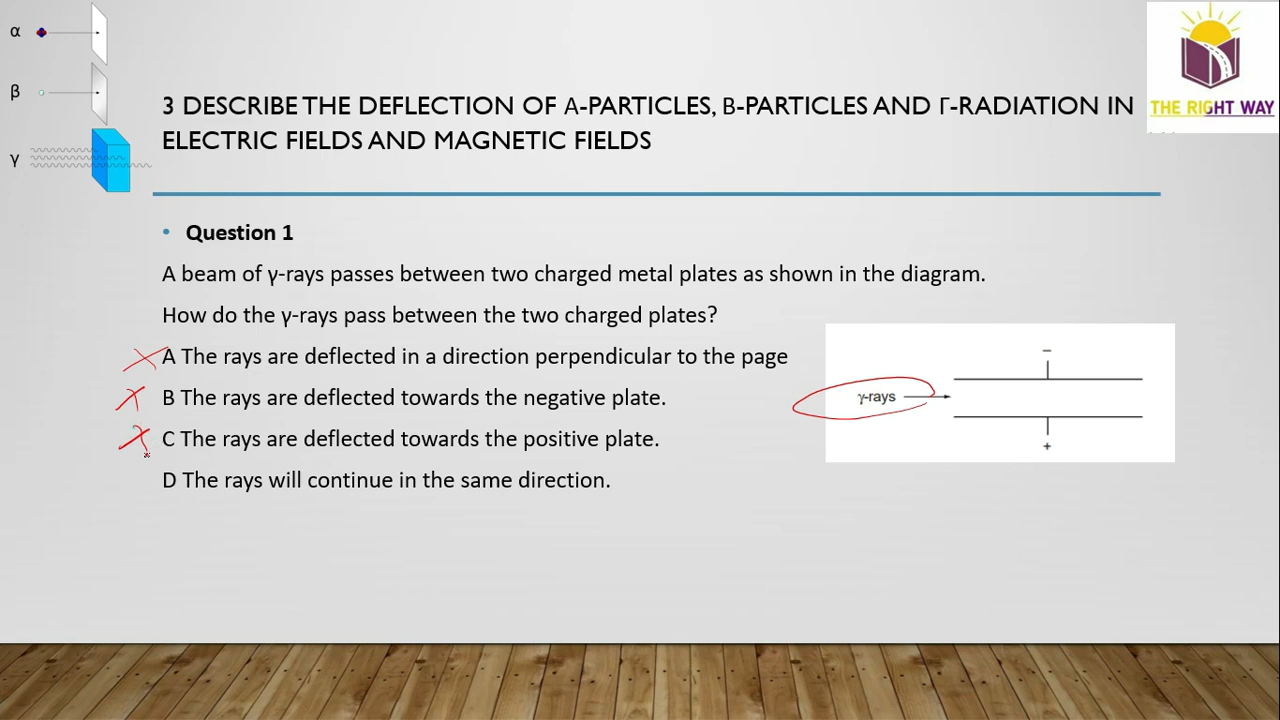 α
β
γ
THE RIGHT WAY
3 DESCRIBE THE DEFLECTION OF Α-PARTICLES, Β-PARTICLES AND Γ-RADIATION IN
ELECTRIC FIELDS AND MAGNETIC FIELDS
• Question 1
A beam of γ-rays passes between two charged metal plates as shown in the diagram.
How do the γ-rays pass between the two charged plates?
A The rays are deflected in a direction perpendicular to the page
B The rays are deflected towards the negative plate.
C The rays are deflected towards the positive plate.
D The rays will continue in the same direction.
−
γ-rays
+